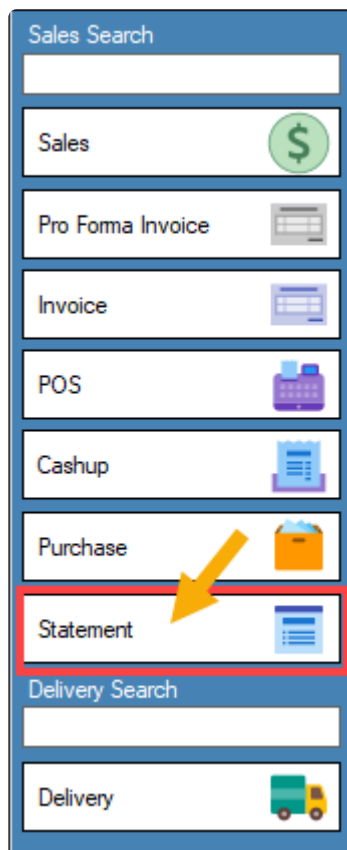 Sales Search
Sales
Pro Forma Invoice
Invoice
POS
Cashup
Purchase
Statement
Delivery Search
Delivery